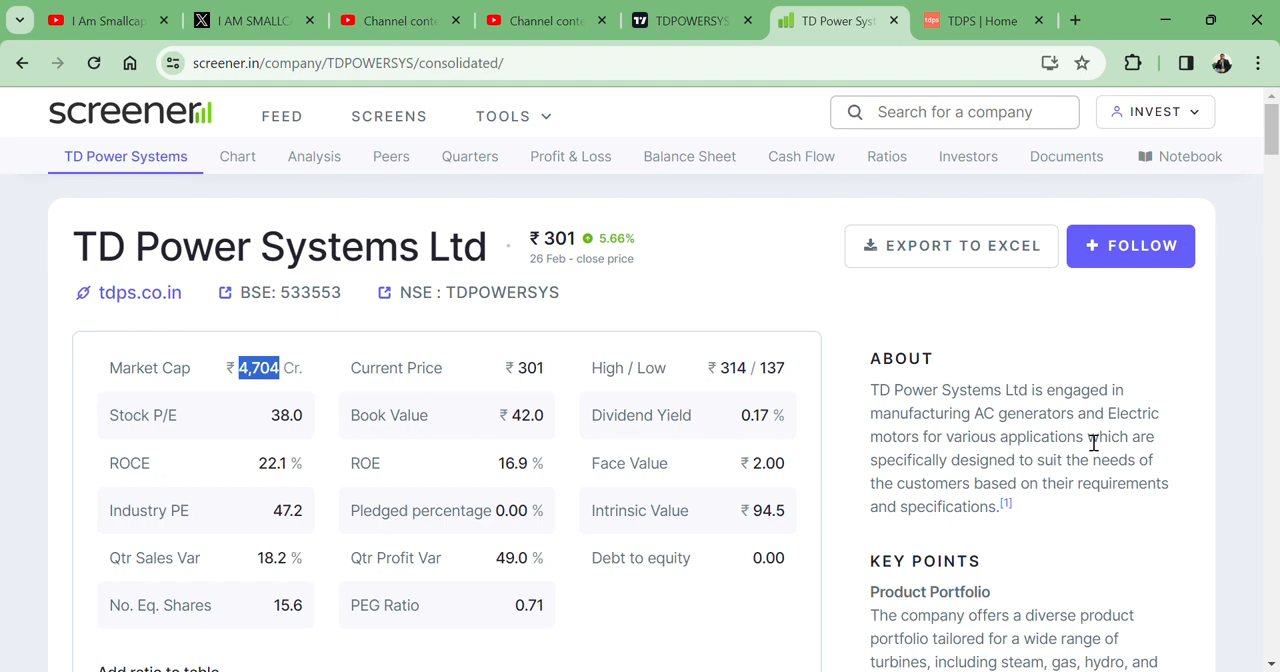 I Am Smallcap
I AM SMALLC
Channel conte
Channel conte
TDPOWERSYS
TD Power Syst
tdps TDPS | Home
screener.in/company/TDPOWERSYS/consolidated/
screener
FEED
SCREENS
TOOLS
Search for a company
INVEST
TD Power Systems
Chart
Analysis
Peers
Quarters
Profit & Loss
Balance Sheet
Cash Flow
Ratios
Investors
Documents
Notebook
TD Power Systems Ltd
₹ 301 5.66%
26 Feb - close price
EXPORT TO EXCEL
+ FOLLOW
tdps.co.in
BSE: 533553
NSE : TDPOWERSYS
Market Cap ₹ 4,704 Cr.
Current Price ₹ 301
High / Low ₹ 314 / 137
Stock P/E 38.0
Book Value ₹ 42.0
Dividend Yield 0.17 %
ROCE 22.1 %
ROE 16.9 %
Face Value ₹ 2.00
Industry PE 47.2
Pledged percentage 0.00 %
Intrinsic Value ₹ 94.5
Qtr Sales Var 18.2 %
Qtr Profit Var 49.0 %
Debt to equity 0.00
No. Eq. Shares 15.6
PEG Ratio 0.71
Add ratio to table
ABOUT
TD Power Systems Ltd is engaged in
manufacturing AC generators and Electric
motors for various applications which are
specifically designed to suit the needs of
the customers based on their requirements
and specifications.[1]
KEY POINTS
Product Portfolio
The company offers a diverse product
portfolio tailored for a wide range of
turbines, including steam, gas, hydro, and